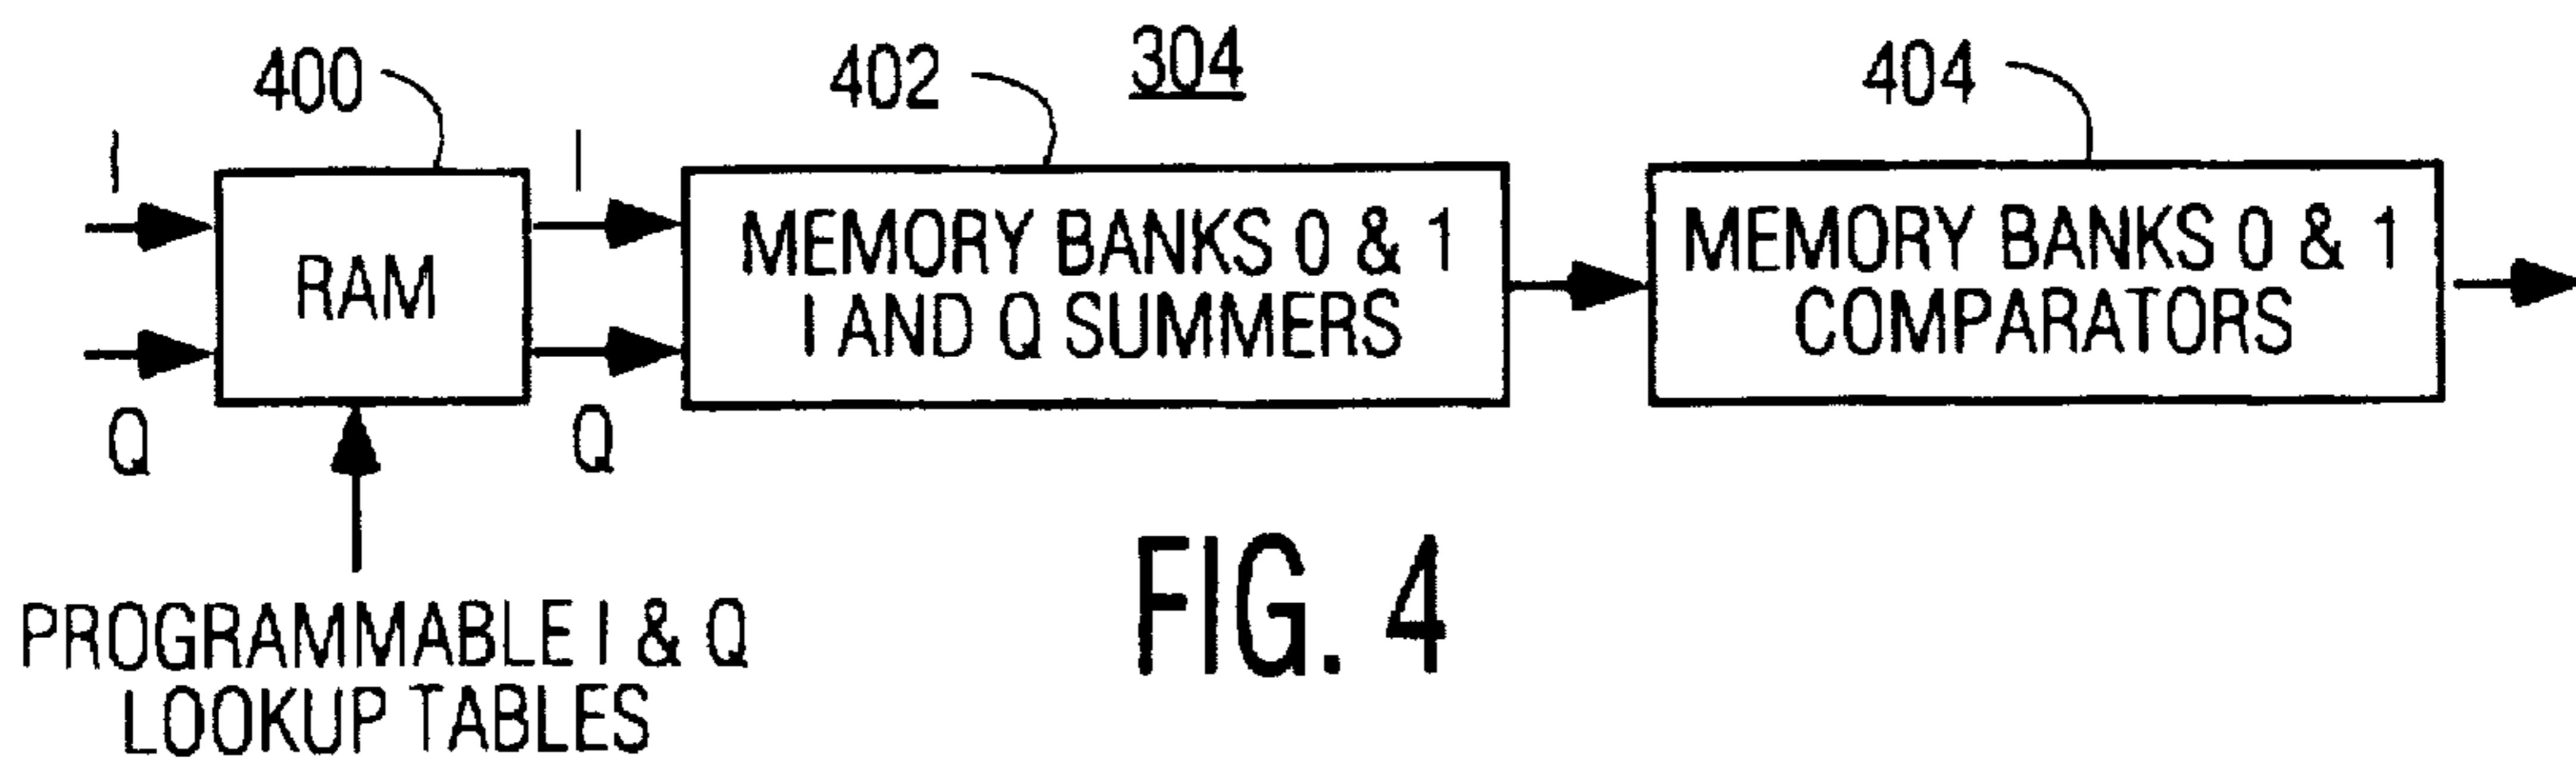 304
400
402
404
I
I
RAM
MEMORY BANKS 0 & 1
I AND Q SUMMERS
MEMORY BANKS 0 & 1
COMPARATORS
Q
Q
PROGRAMMABLE I & Q
LOOKUP TABLES
FIG. 4